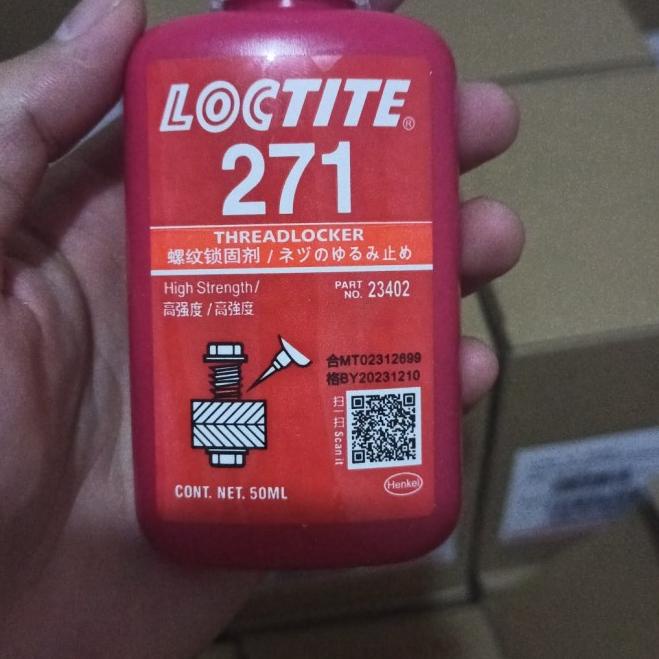 LOCTITE®
271
THREADLOCKER
螺纹锁固剂 / ネヅのゆるみ止め
High Strength/
高强度 / 高強度
PART NO. 23402
合MT02312699
格BY20231210
扫一扫 Scan it
CONT. NET. 50ML
Henkel